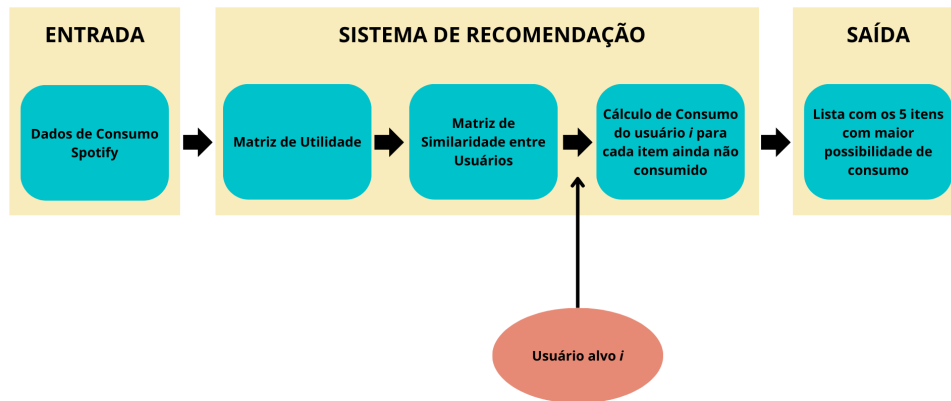 ENTRADA
SISTEMA DE RECOMENDAÇÃO
SAÍDA
Dados de Consumo
Spotify
Matriz de Utilidade
Matriz de
Similaridade entre
Usuários
Cálculo de Consumo
do usuário i para
cada item ainda não
consumido
Lista com os 5 itens
com maior
possibilidade de
consumo
Usuário alvo i